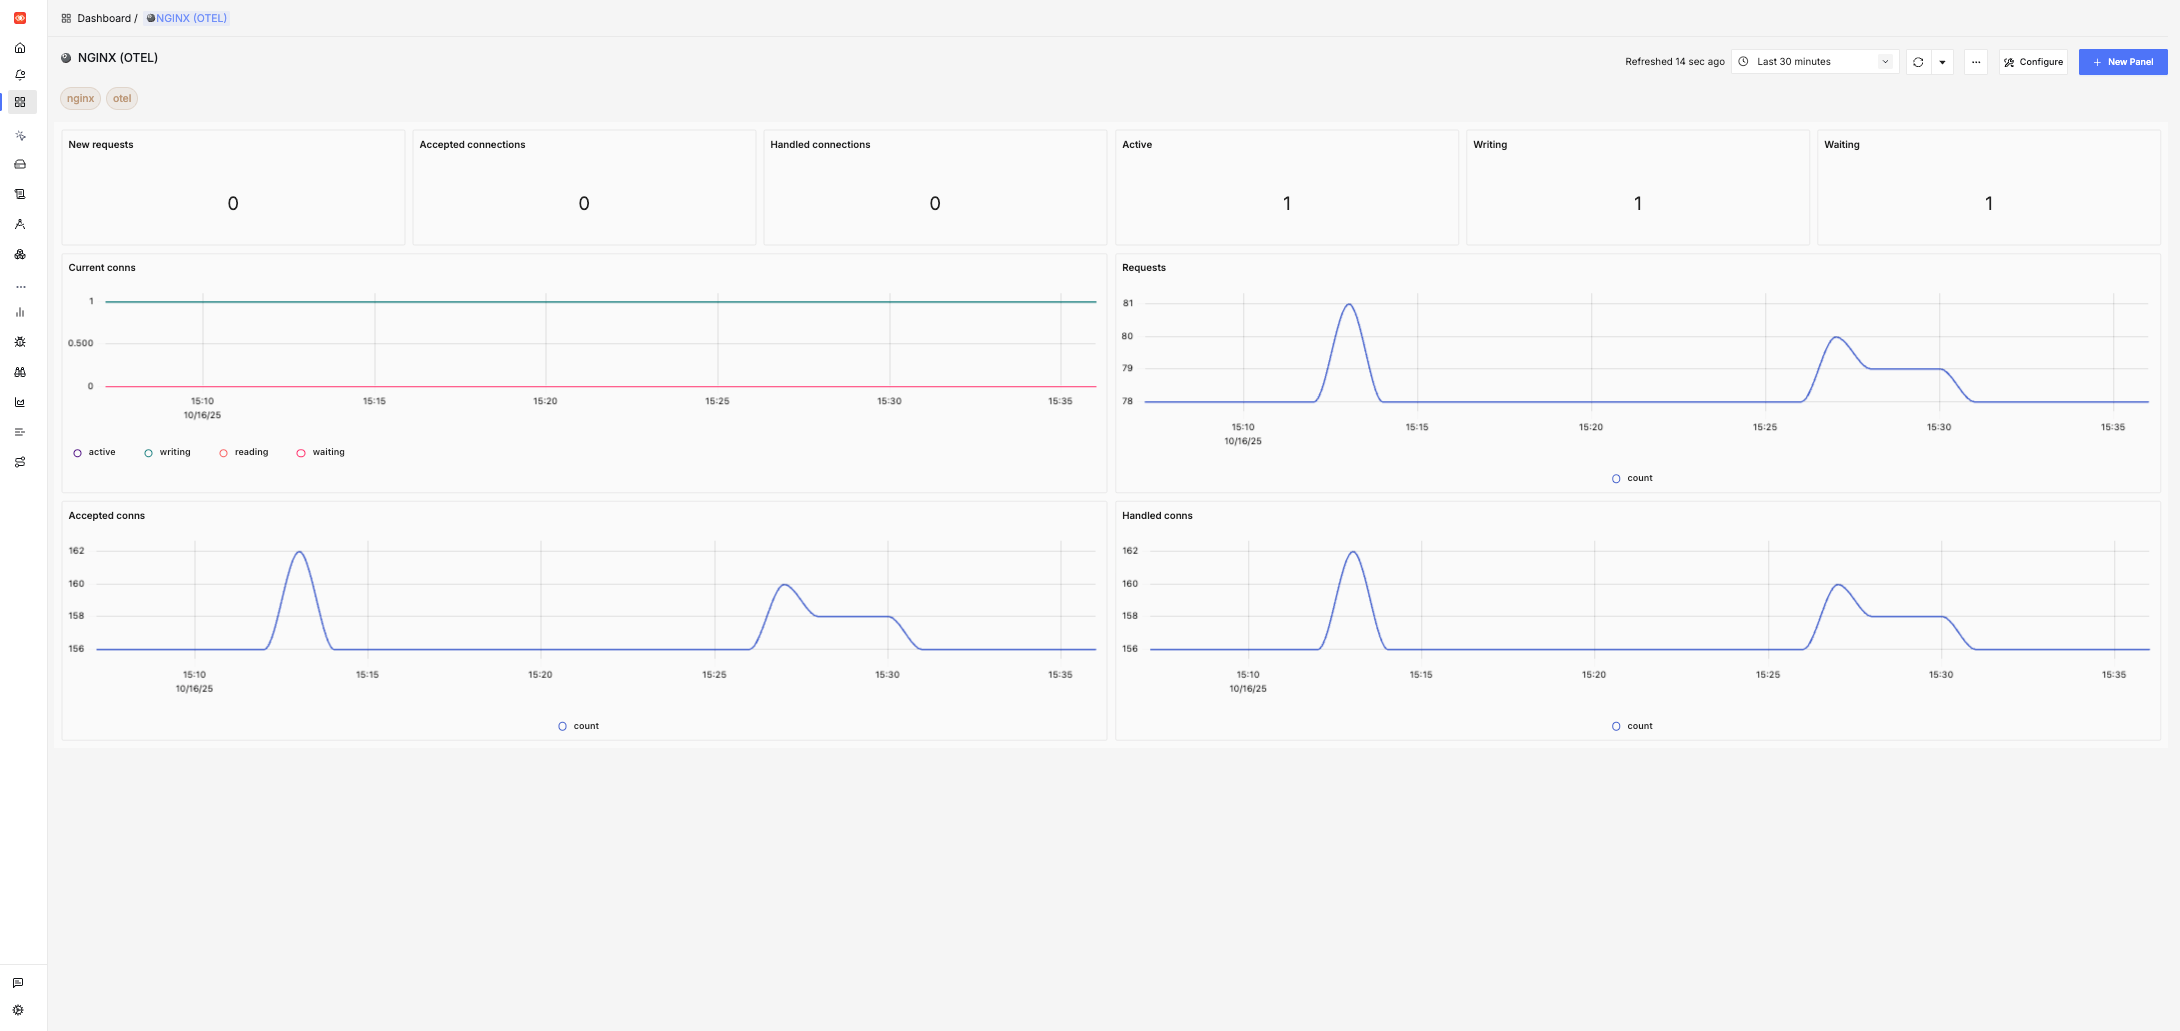 Dashboard / NGINX (OTEL)
NGINX (OTEL)
Refreshed 14 sec ago
Last 30 minutes
Configure
New Panel
nginx otel
New requests
0
Accepted connections
0
Handled connections
0
Active
1
Writing
1
Waiting
1
Current conns
1
0.500
0
15:10 15:15 15:20 15:25 15:30 15:35
10/16/25
active writing reading waiting
Requests
81
80
79
78
15:10 15:15 15:20 15:25 15:30 15:35
10/16/25
count
Accepted conns
162
160
158
156
15:10 15:15 15:20 15:25 15:30 15:35
10/16/25
count
Handled conns
162
160
158
156
15:10 15:15 15:20 15:25 15:30 15:35
10/16/25
count